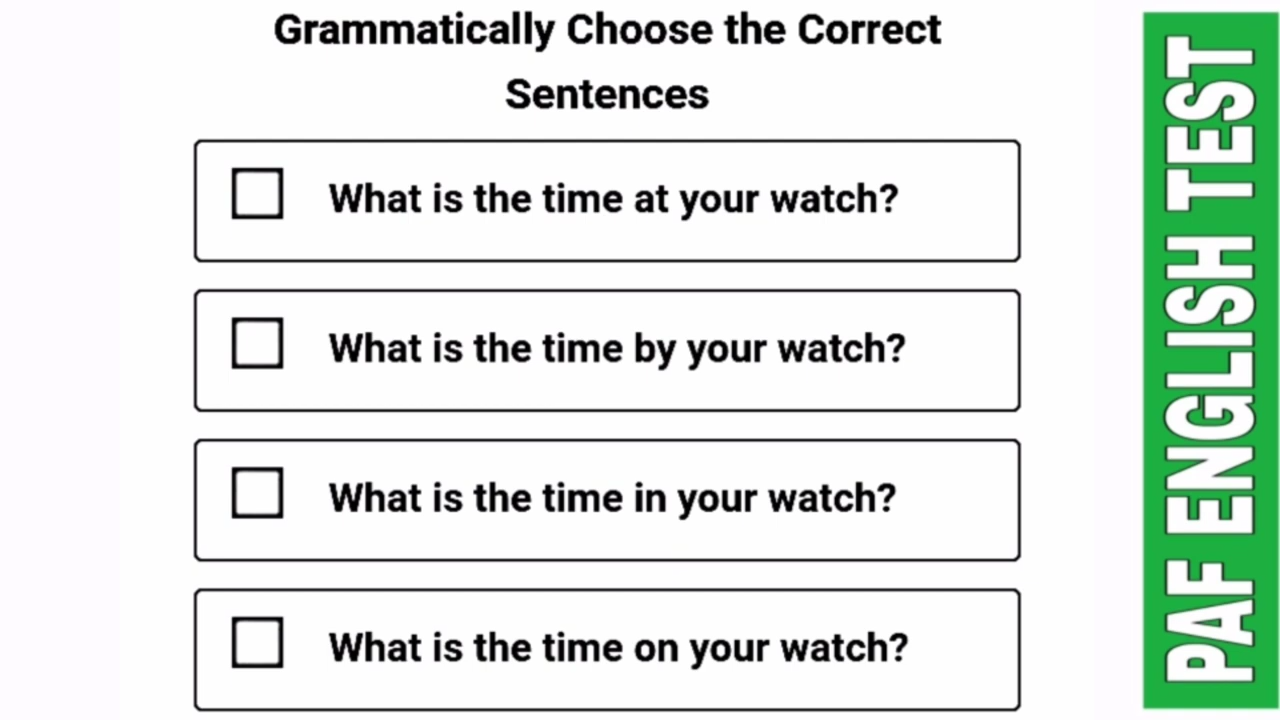 Grammatically Choose the Correct
Sentences
What is the time at your watch?
What is the time by your watch?
What is the time in your watch?
What is the time on your watch?
PAF ENGLISH TEST